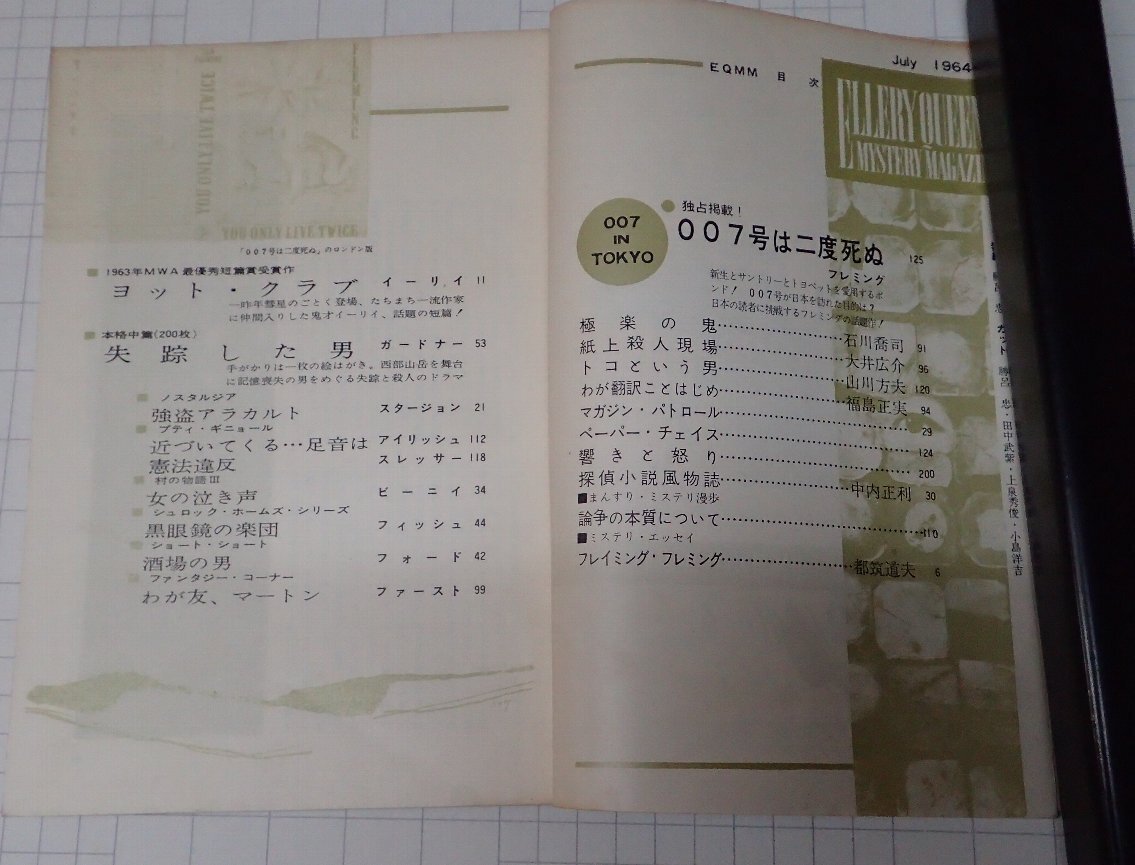 July 1964
EQMM 目次
ELLERY QUEEN
MYSTERY MAGAZ
007
IN
TOKYO
独占掲載!
007号は二度死ぬ 125
フレミング
新生とサントリーとトヨペットを愛用するボ
ンド! 007号が日本を訪れた目的は?
日本の読者に挑戦するフレミングの話題作!
極楽の鬼 石川喬司 91
紙上殺人現場 大井広介 96
トコという男 山川方夫 120
わが翻訳ことはじめ 福島正実 94
マガジン・パトロール 29
ペーパー・チェイス 124
響きと怒り 200
探偵小説風物誌 中内正利 30
■まんすり・ミステリ漫歩
論争の本質について 110
■ミステリ・エッセイ
フレイミング・フレミング 都筑道夫 6
カット 勝呂 忠・田中武紫・上泉秀俊・小島洋吉
FLEMING
YOU ONLY LIVE TWICE
YOU ONLY LIVE TWICE
「007号は二度死ぬ」のロンドン版
■1963年MWA最優秀短篇賞受賞作
ヨット・クラブ イーリイ 11
一昨年彗星のごとく登場、たちまち一流作家
に仲間入りした鬼才イーリイ、話題の短篇!
■本格中篇(200枚)
失踪した男 ガードナー 53
手がかりは一枚の絵はがき。西部山岳を舞台
に記憶喪失の男をめぐる失踪と殺人のドラマ
■ノスタルジア
強盗アラカルト スタージョン 21
■プティ・ギニョール
近づいてくる…足音は アイリッシュ 112
憲法違反 スレッサー 118
■村の物語III
女の泣き声 ビーニイ 34
■シュロック・ホームズ・シリーズ
黒眼鏡の楽団 フィッシュ 44
■ショート・ショート
酒場の男 フォード 42
■ファンタジー・コーナー
わが友、マートン ファースト 99